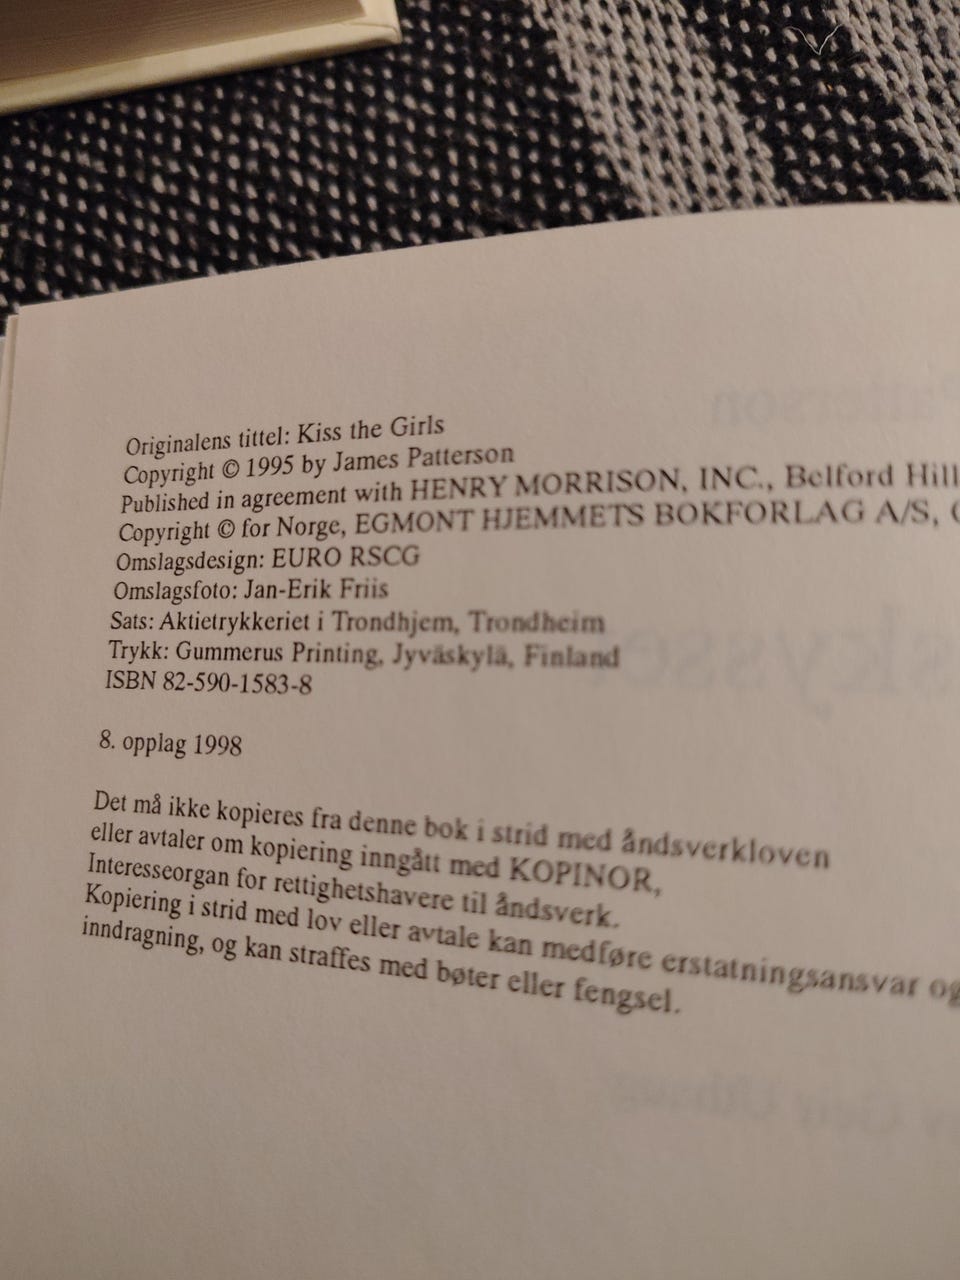 Originalens tittel: Kiss the Girls
Copyright © 1995 by James Patterson
Published in agreement with HENRY MORRISON, INC., Belford Hill
Copyright © for Norge, EGMONT HJEMMETS BOKFORLAG A/S,
Omslagsdesign: EURO RSCG
Omslagsfoto: Jan-Erik Friis
Sats: Aktietrykkeriet i Trondhjem, Trondheim
Trykk: Gummerus Printing, Jyväskylä, Finland
ISBN 82-590-1583-8
8. opplag 1998
Det må ikke kopieres fra denne bok i strid med åndsverkloven
eller avtaler om kopiering inngått med KOPINOR,
Interesseorgan for rettighetshavere til åndsverk.
Kopiering i strid med lov eller avtale kan medføre erstatningsansvar og
inndragning, og kan straffes med bøter eller fengsel.